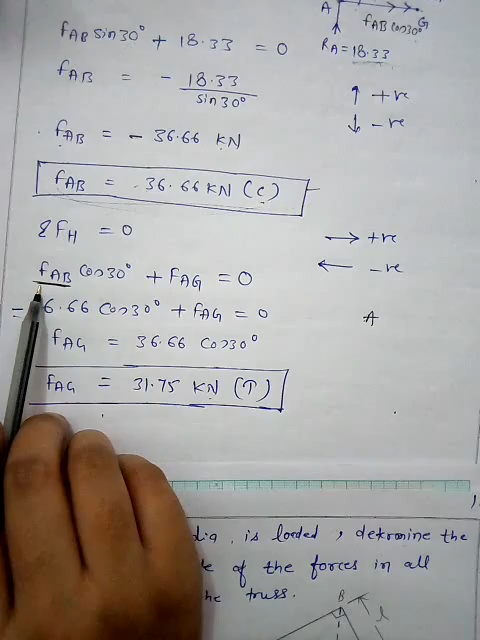 A
G
fAB cos30°
RA = 18.33
fAB sin30° + 18.33 = 0
fAB = - 18.33 / sin30°
↑ +ve
↓ -ve
fAB = - 36.66 KN
fAB = -36.66 KN (C)
ΣFH = 0
→ +ve
← -ve
fAB cos30° + FAG = 0
6.66 cos30° + fAG = 0
A
fAG = 36.66 cos30°
fAG = 31.75 KN (T)
dia. is loaded, determine the
of the forces in all
truss.
B